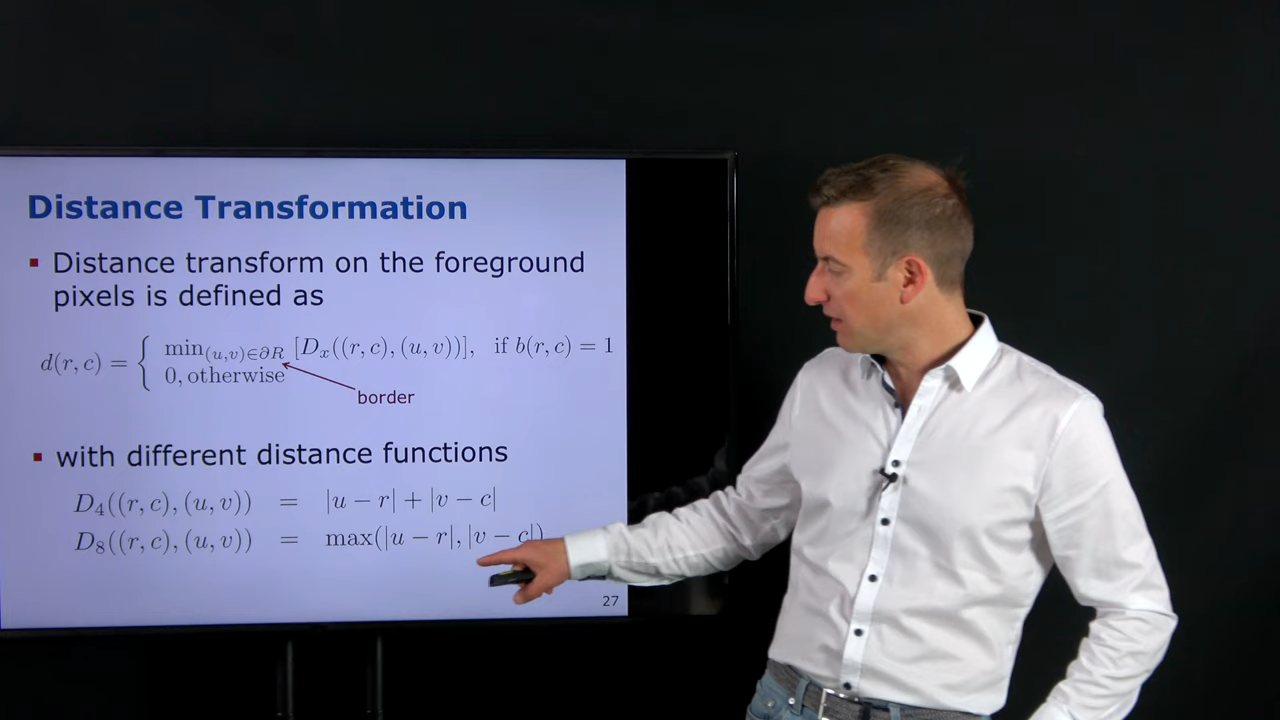 Distance Transformation
▪ Distance transform on the foreground
pixels is defined as
d(r, c) = { min_{(u,v)∈∂R} [D_x((r, c), (u, v))], if b(r, c) = 1
0, otherwise
border
▪ with different distance functions
D_4((r, c), (u, v)) = |u − r| + |v − c|
D_8((r, c), (u, v)) = max(|u − r|, |v − c|)
27